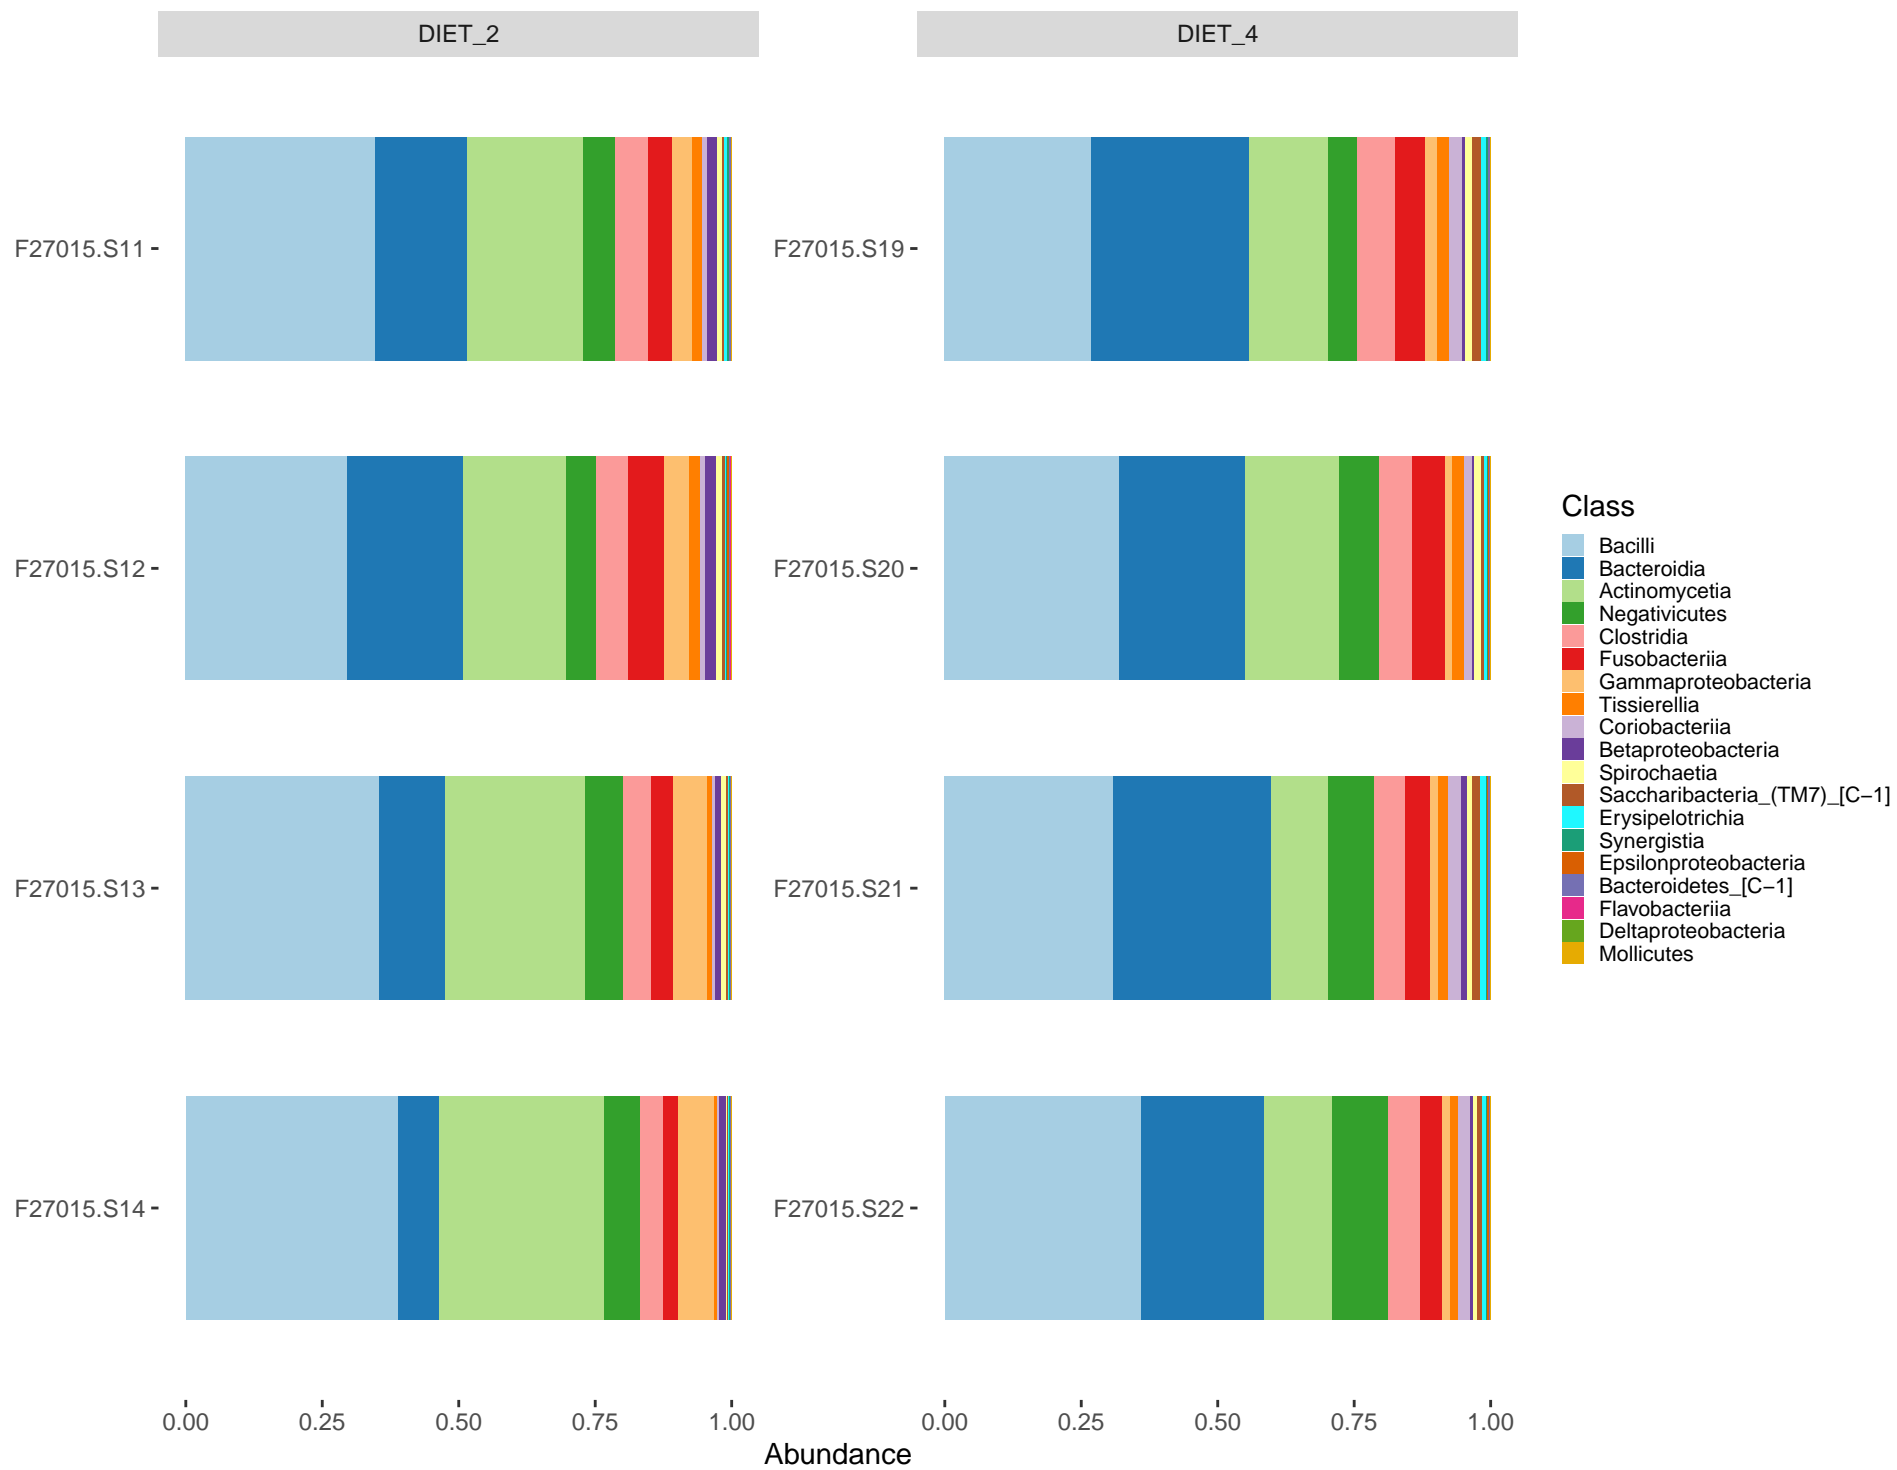 DIET_2
DIET_4
F27015.S11
F27015.S19
F27015.S12
F27015.S20
F27015.S13
F27015.S21
F27015.S14
F27015.S22
0.00 0.25 0.50 0.75 1.00
0.00 0.25 0.50 0.75 1.00
Abundance
Class
Bacilli
Bacteroidia
Actinomycetia
Negativicutes
Clostridia
Fusobacteriia
Gammaproteobacteria
Tissierellia
Coriobacteriia
Betaproteobacteria
Spirochaetia
Saccharibacteria_(TM7)_[C−1]
Erysipelotrichia
Synergistia
Epsilonproteobacteria
Bacteroidetes_[C−1]
Flavobacteriia
Deltaproteobacteria
Mollicutes